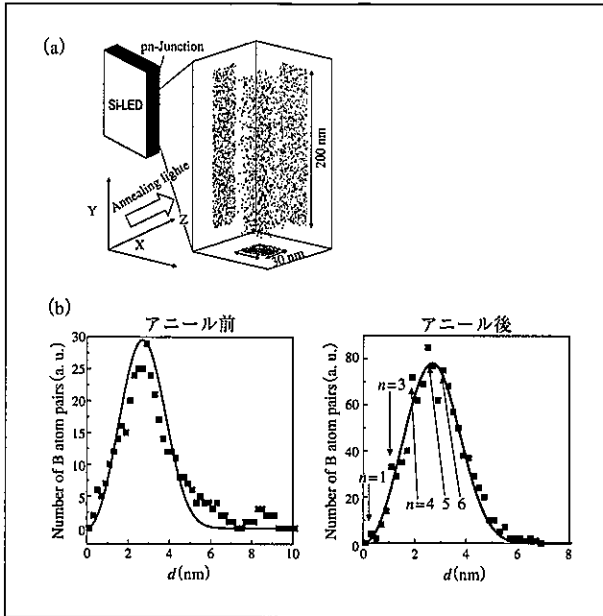 (a)
pn-Junction
Si-LED
200 nm
Annealing lighte
Y
Z
X
30 nm
(b)
アニール前
Number of B atom pairs (a. u.)
30
25
20
15
10
5
0
0 2 4 6 8 10
d(nm)
アニール後
Number of B atom pairs (a. u.)
80
60
40
20
0
n=3
n=1
n=4 5 6
0 2 4 6 8
d(nm)